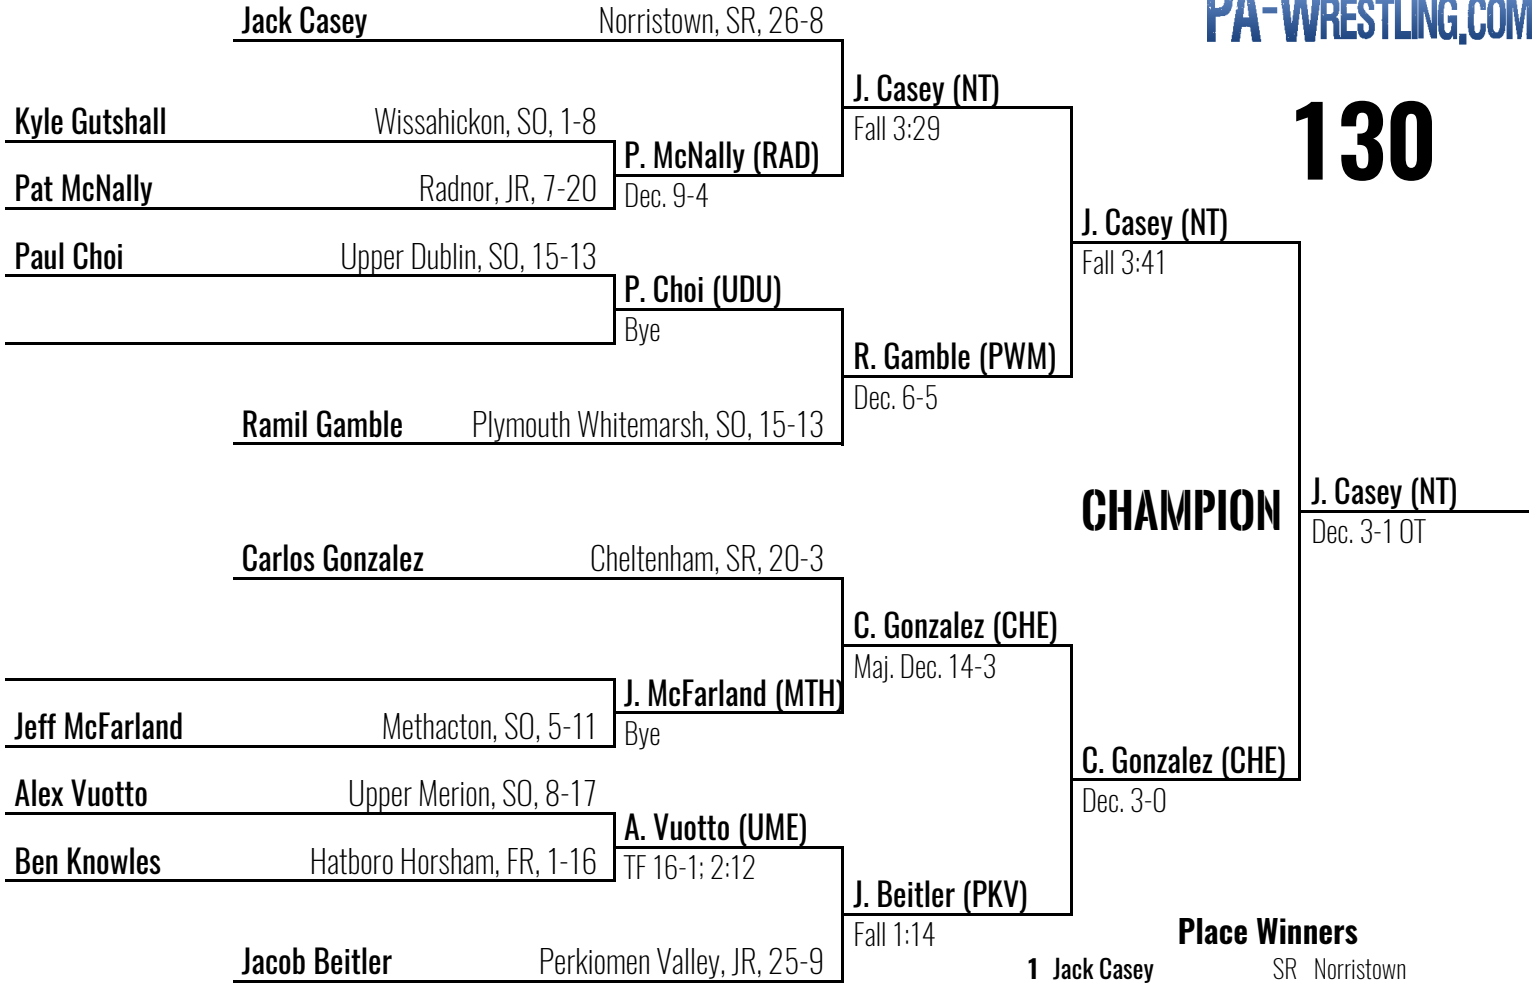 PA-WRESTLING.COM
130
Jack Casey Norristown, SR, 26-8
Kyle Gutshall Wissahickon, SO, 1-8
Pat McNally Radnor, JR, 7-20
Paul Choi Upper Dublin, SO, 15-13
Ramil Gamble Plymouth Whitemarsh, SO, 15-13
Carlos Gonzalez Cheltenham, SR, 20-3
Jeff McFarland Methacton, SO, 5-11
Alex Vuotto Upper Merion, SO, 8-17
Ben Knowles Hatboro Horsham, FR, 1-16
Jacob Beitler Perkiomen Valley, JR, 25-9
P. McNally (RAD)
Dec. 9-4
P. Choi (UDU)
Bye
J. McFarland (MTH)
Bye
A. Vuotto (UME)
TF 16-1; 2:12
J. Casey (NT)
Fall 3:29
R. Gamble (PWM)
Dec. 6-5
C. Gonzalez (CHE)
Maj. Dec. 14-3
J. Beitler (PKV)
Fall 1:14
J. Casey (NT)
Fall 3:41
C. Gonzalez (CHE)
Dec. 3-0
CHAMPION
J. Casey (NT)
Dec. 3-1 OT
Place Winners
1 Jack Casey SR Norristown